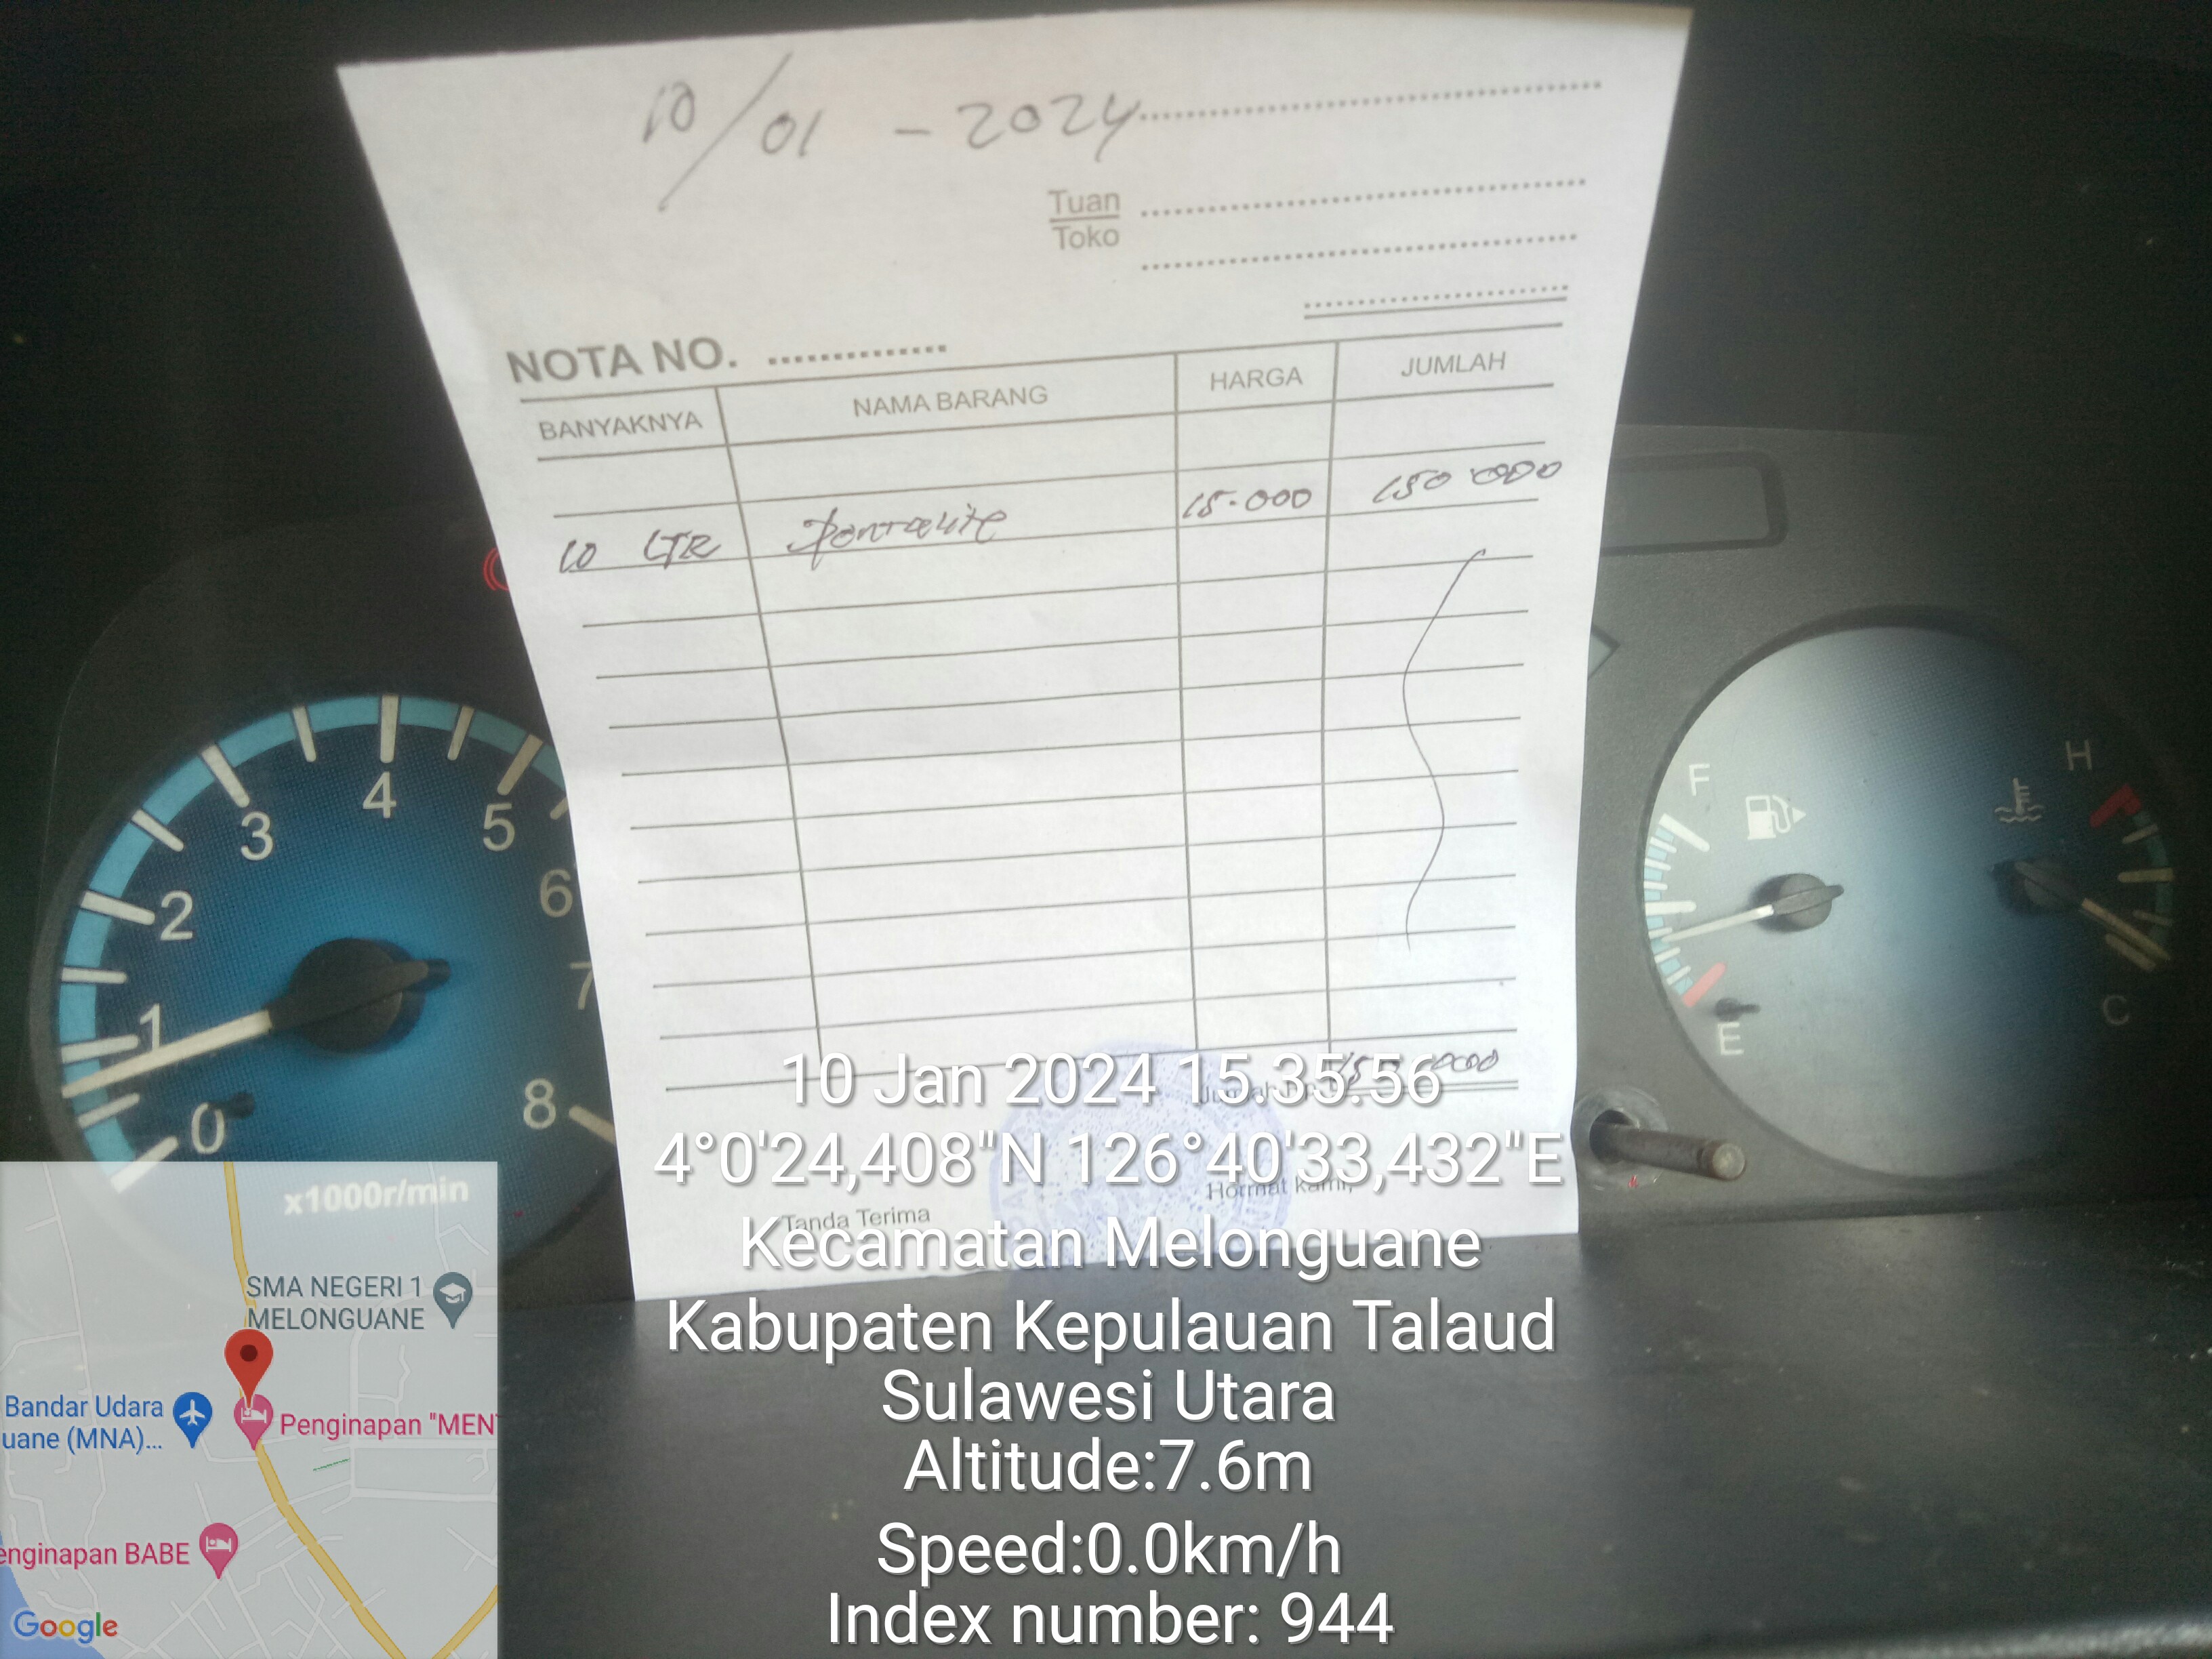 10/01 - 2024
Tuan
Toko
NOTA NO.
BANYAKNYA NAMA BARANG HARGA JUMLAH
10 LTR Pertalite 15.000 150 000
Tanda Terima
Hormat kami,
3 4 5
2 6
1 7
0 8
x1000r/min
F H
E C
10 Jan 2024 15.35.56
4°0'24,408"N 126°40'33,432"E
Kecamatan Melonguane
Kabupaten Kepulauan Talaud
Sulawesi Utara
Altitude:7.6m
Speed:0.0km/h
Index number: 944
SMA NEGERI 1
MELONGUANE
Bandar Udara
uane (MNA)...
Penginapan "MEN
enginapan BABE
Google